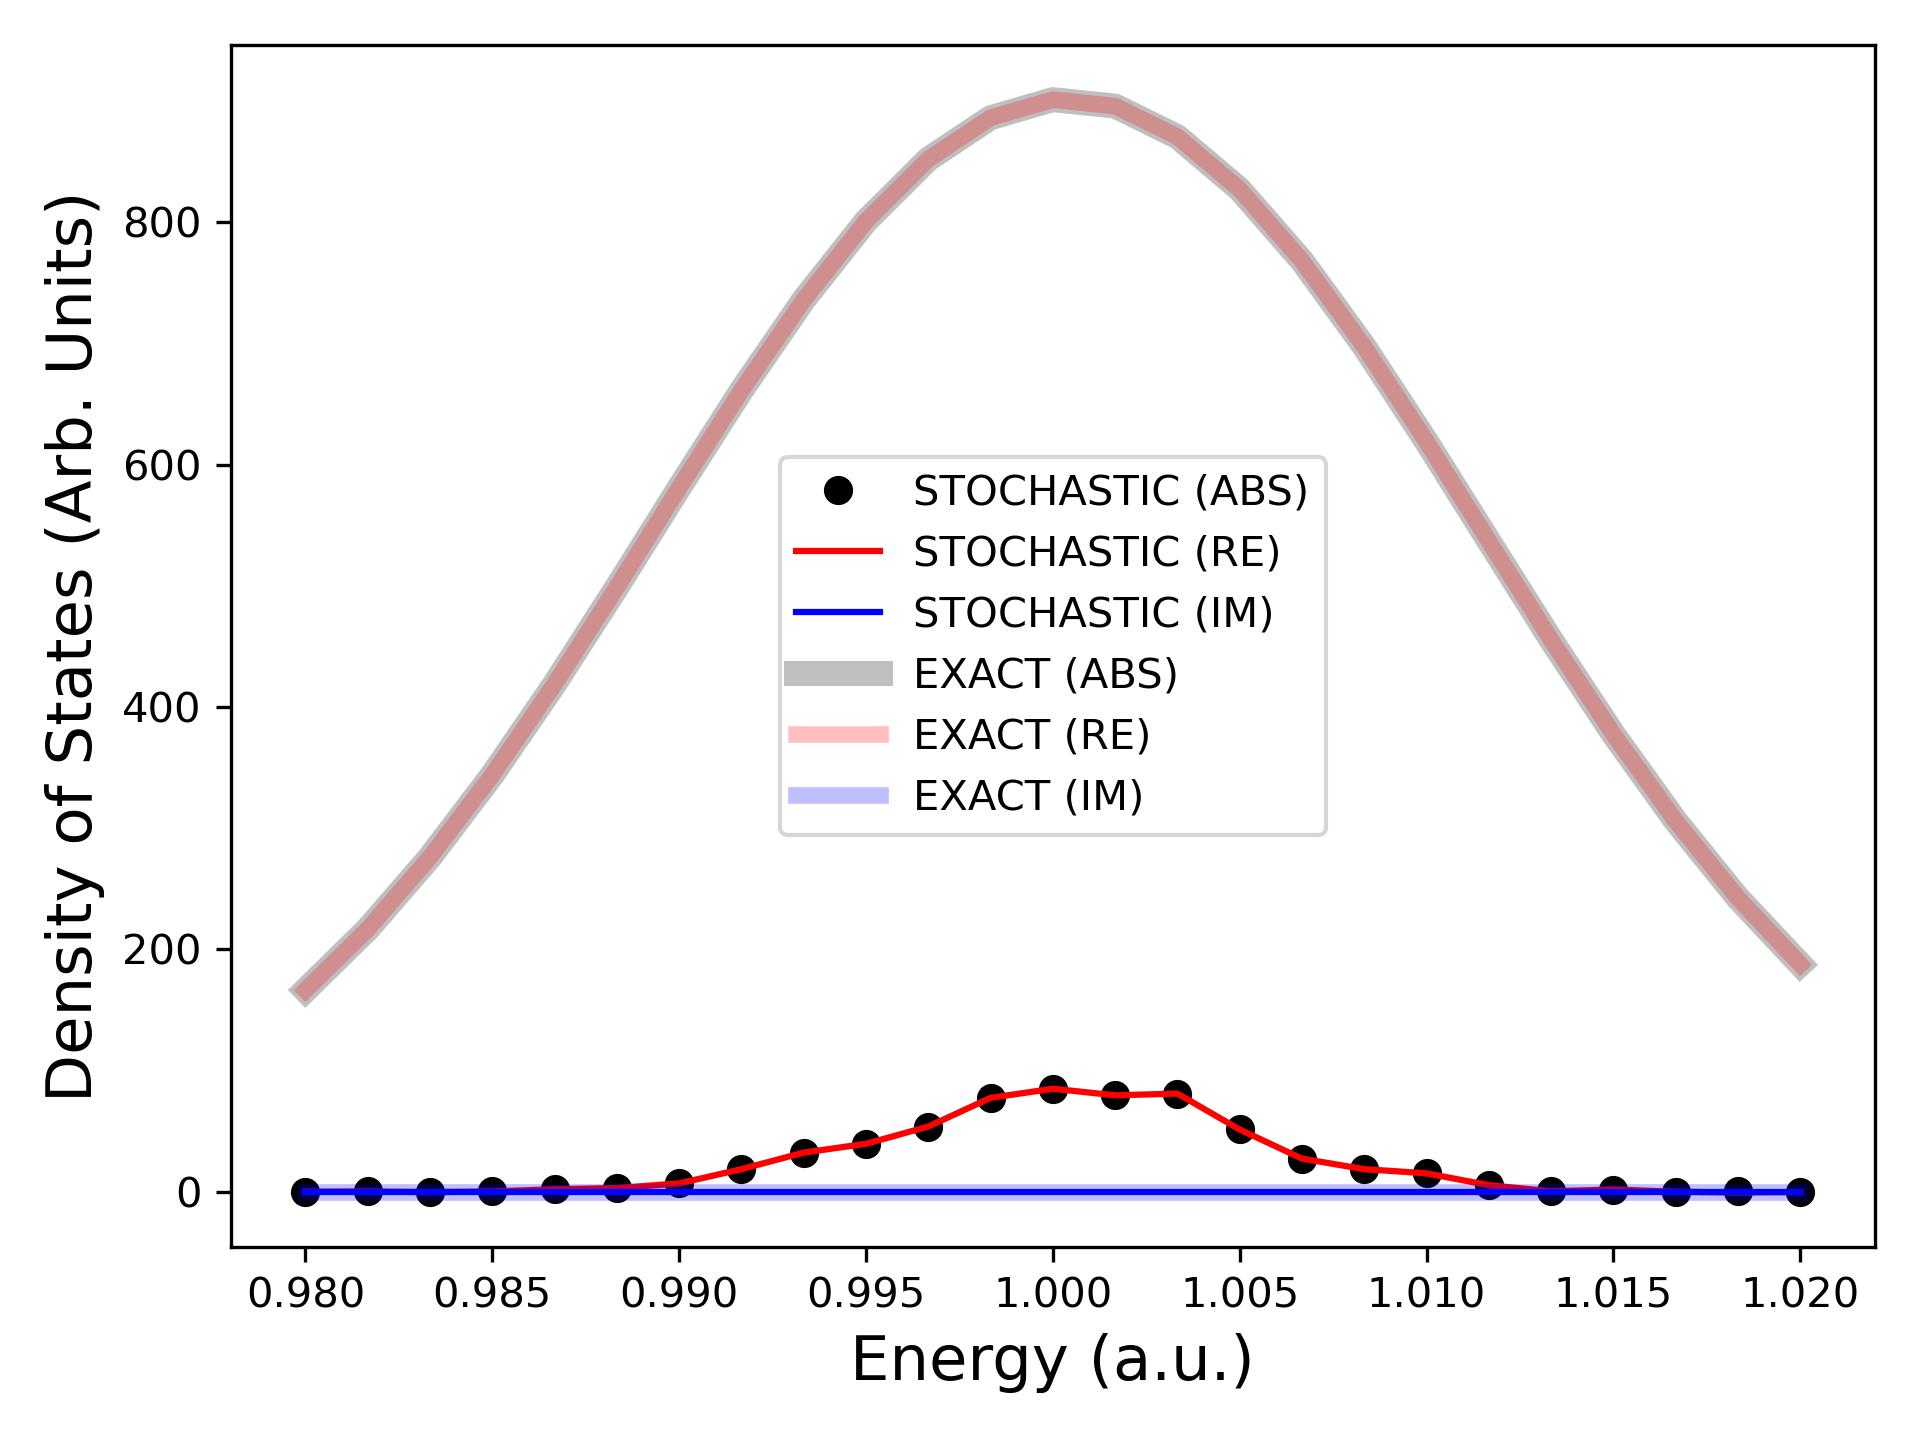 Density of States (Arb. Units)
800
600
400
200
0
STOCHASTIC (ABS)
STOCHASTIC (RE)
STOCHASTIC (IM)
EXACT (ABS)
EXACT (RE)
EXACT (IM)
0.980 0.985 0.990 0.995 1.000 1.005 1.010 1.015 1.020
Energy (a.u.)